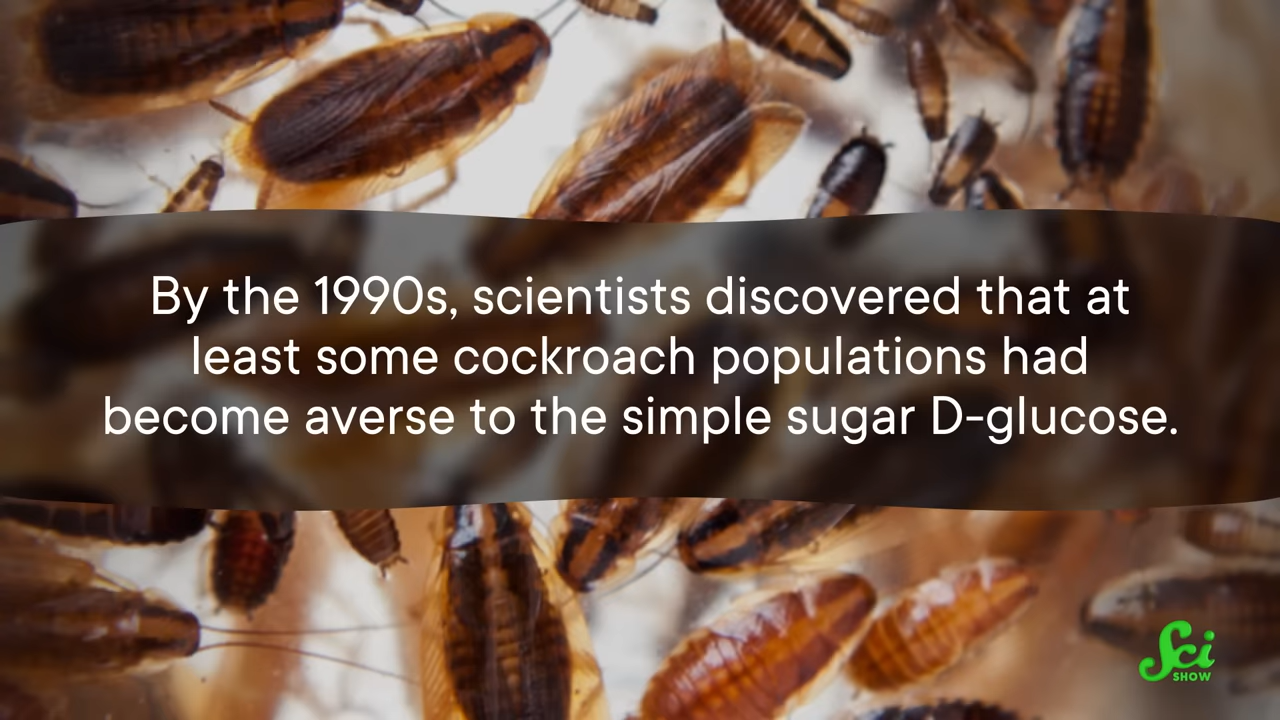 By the 1990s, scientists discovered that at
least some cockroach populations had
become averse to the simple sugar D-glucose.
Sci
SHOW